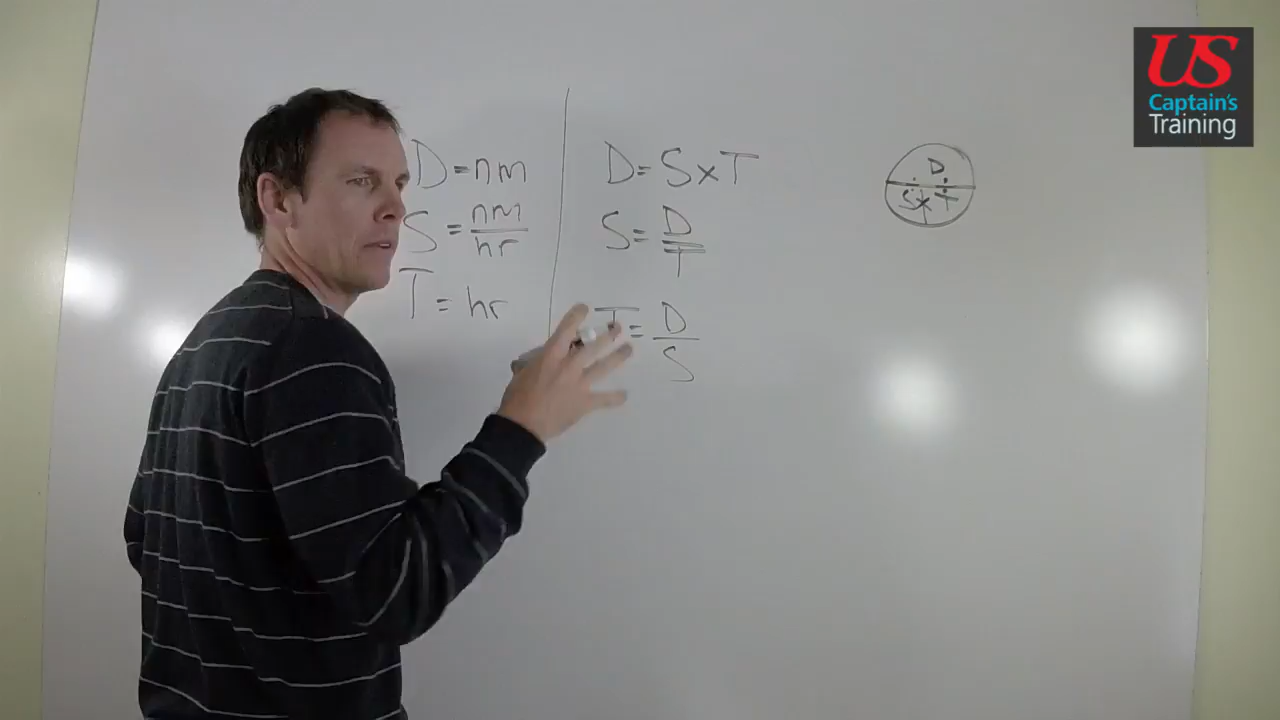 US
Captain's
Training
D = nm
S = nm
hr
T = hr
D = S x T
S = D
T
T = D
S
D
S x T